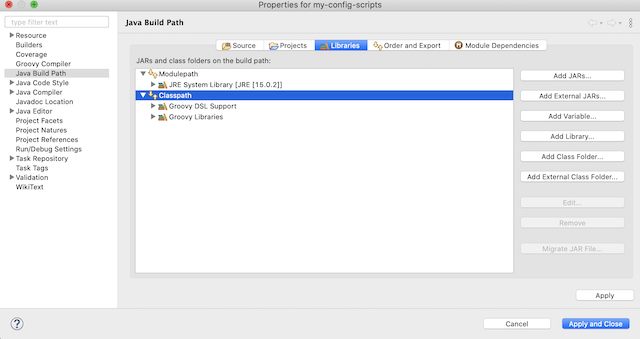 Properties for my-config-scripts
type filter text
Resource
Builders
Coverage
Groovy Compiler
Java Build Path
Java Code Style
Java Compiler
Javadoc Location
Java Editor
Project Facets
Project Natures
Project References
Run/Debug Settings
Task Repository
Task Tags
Validation
WikiText
Java Build Path
Source
Projects
Libraries
Order and Export
Module Dependencies
JARs and class folders on the build path:
Modulepath
JRE System Library [JRE [15.0.2]]
Classpath
Groovy DSL Support
Groovy Libraries
Add JARs...
Add External JARs...
Add Variable...
Add Library...
Add Class Folder...
Add External Class Folder...
Edit...
Remove
Migrate JAR File...
Apply
?
Cancel
Apply and Close